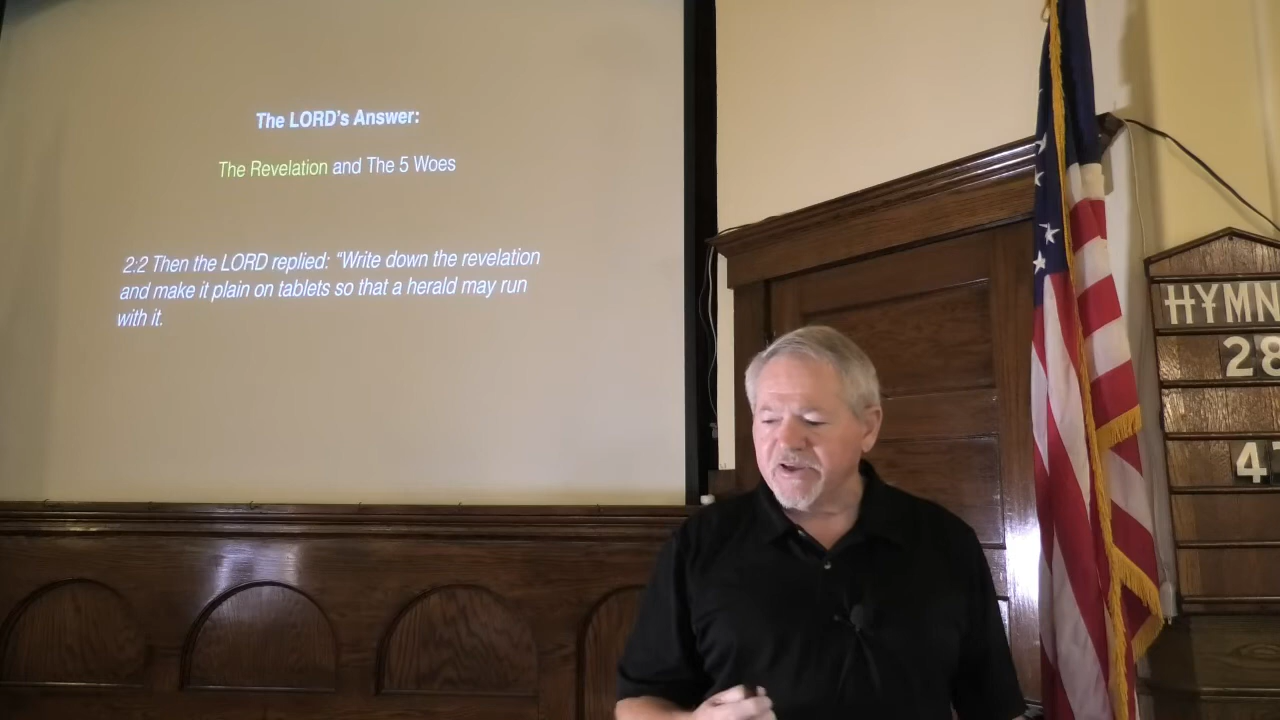 The LORD's Answer:
The Revelation and The 5 Woes
2:2 Then the LORD replied: “Write down the revelation
and make it plain on tablets so that a herald may run
with it.
HYMN
28
4